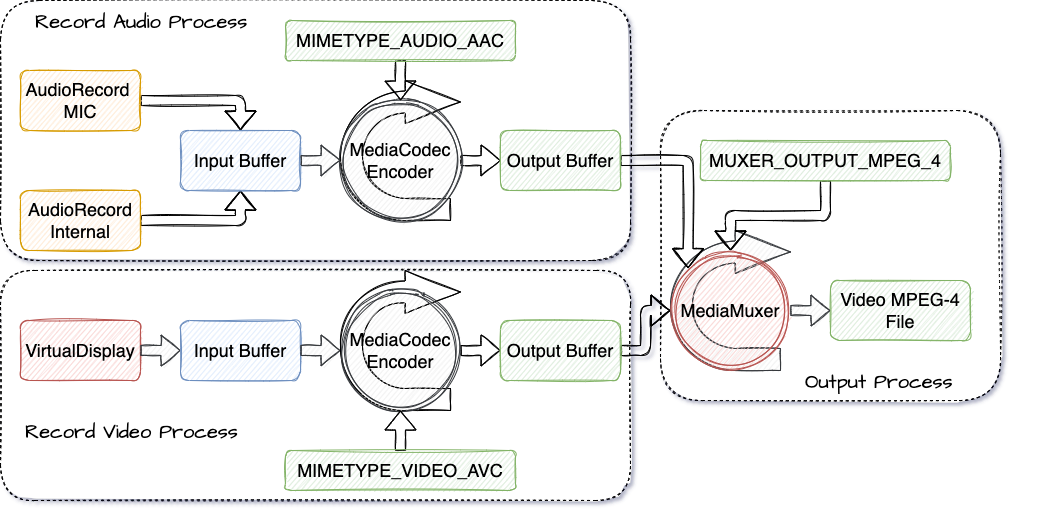 Record Audio Process
MIMETYPE_AUDIO_AAC
AudioRecord
MIC
Input Buffer
MediaCodec
Encoder
Output Buffer
AudioRecord
Internal
MUXER_OUTPUT_MPEG_4
MediaMuxer
Video MPEG-4
File
Output Process
VirtualDisplay
Input Buffer
MediaCodec
Encoder
Output Buffer
Record Video Process
MIMETYPE_VIDEO_AVC